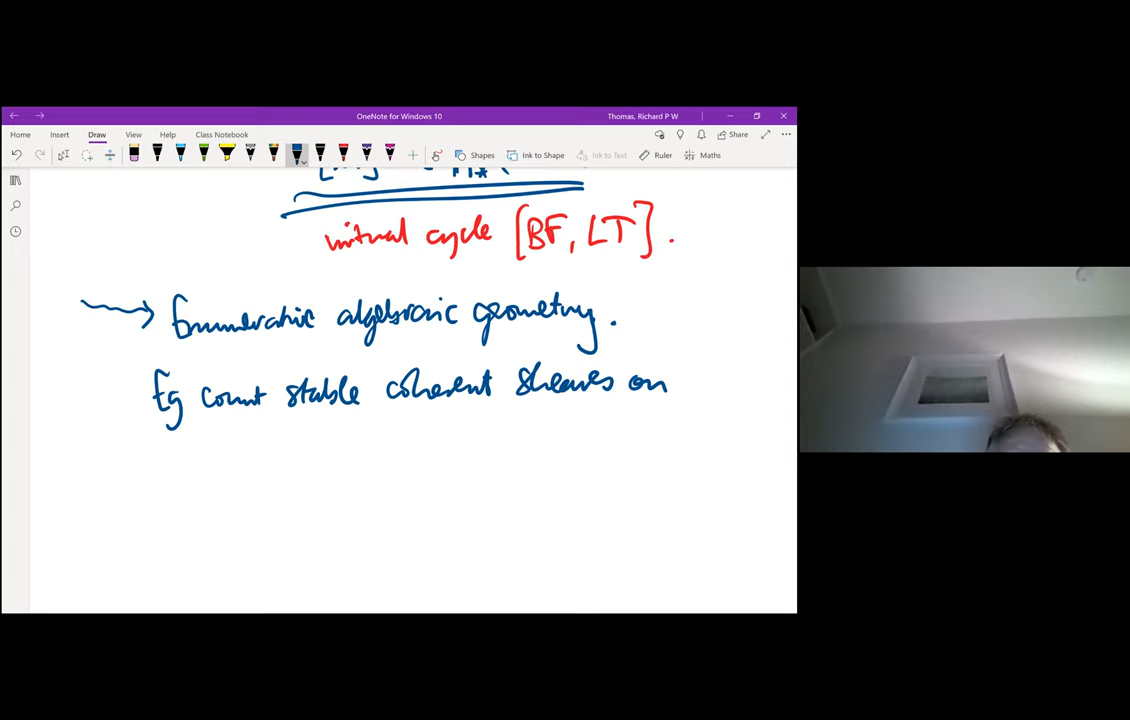 OneNote for Windows 10
Thomas, Richard P W
Home Insert Draw View Help Class Notebook
Share
Shapes Ink to Shape Ink to Text Ruler Maths
virtual cycle [BF, LT].
Enumerative algebraic geometry.
Eg count stable coherent sheaves on